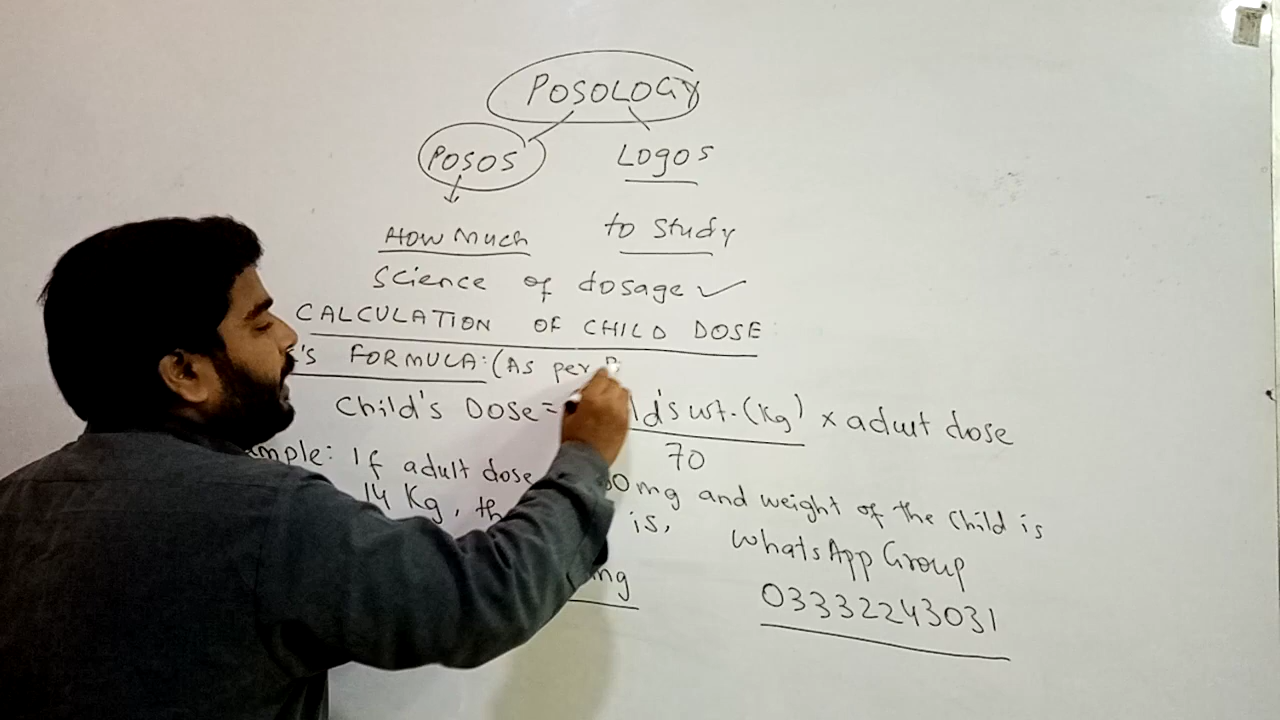 POSOLOGY
POSOS Logos
How Much to study
Science of dosage ✓
CALCULATION OF CHILD DOSE
'S FORMULA: (As per
Child's Dose = ld's wt. (Kg) x adult dose
70
mple: If adult dose 0mg and weight of the child is
14 Kg, th is,
WhatsApp Group
mg
03332243031